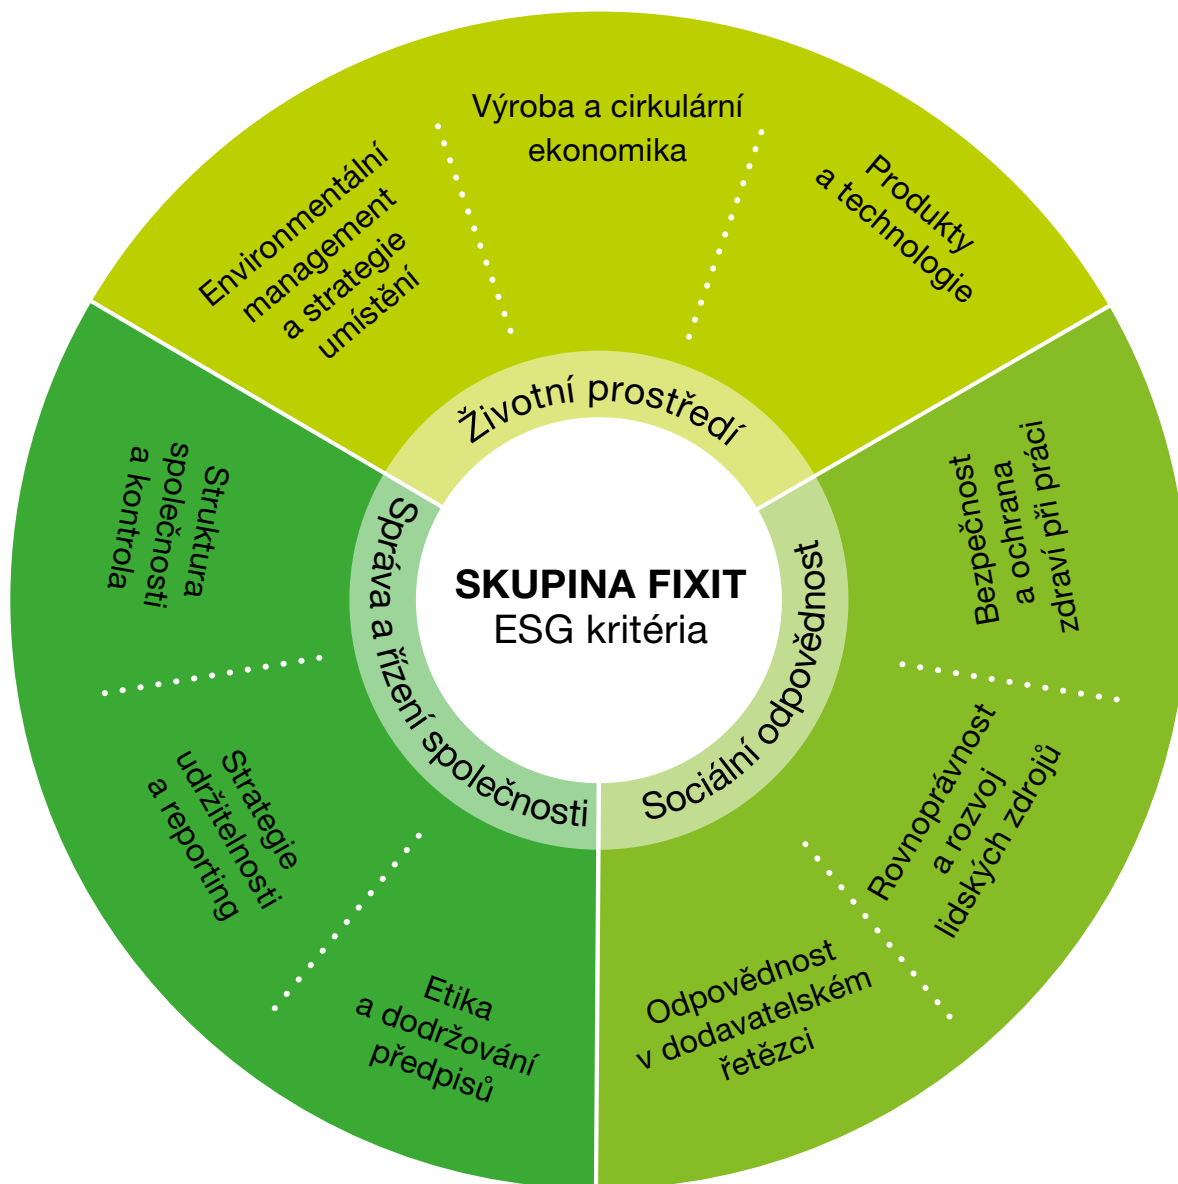 SKUPINA FIXIT
ESG kritéria
Životní prostředí
Environmentální
management
a strategie
umístění
Výroba a cirkulární
ekonomika
Produkty
a technologie
Sociální odpovědnost
Bezpečnost
a ochrana
zdraví při práci
Rovnoprávnost
a rozvoj
lidských zdrojů
Odpovědnost
v dodavatelském
řetězci
Správa a řízení společnosti
Struktura
společnosti
a kontrola
Strategie
udržitelnosti
a reporting
Etika
a dodržování
předpisů